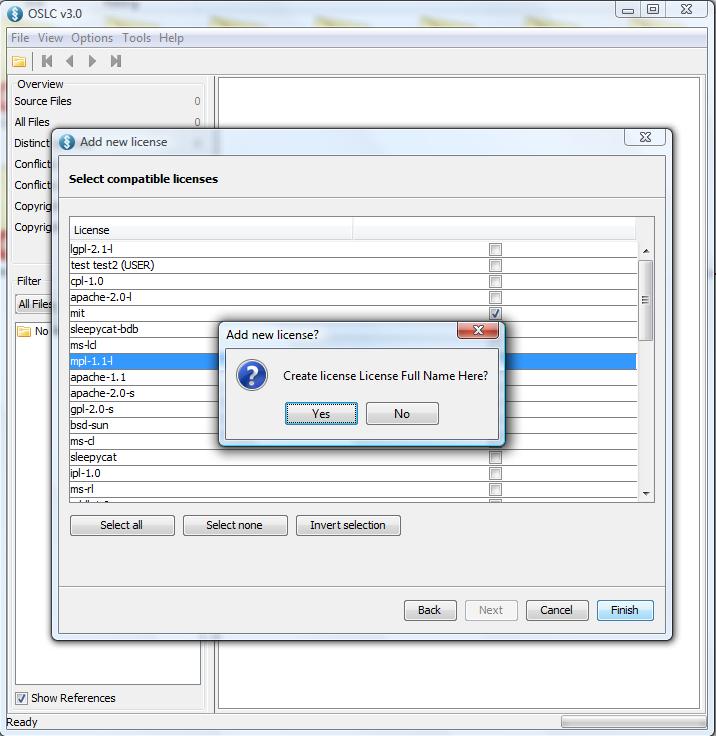 OSLC v3.0
File View Options Tools Help
Overview
Source Files 0
All Files 0
Distinct
Conflict
Conflict
Copyrig
Copyrig
Filter
All Files
No
Show References
Ready
Add new license
Select compatible licenses
License
lgpl-2.1-l
test test2 (USER)
cpl-1.0
apache-2.0-l
mit
sleepycat-bdb
ms-lcl
mpl-1.1-l
apache-1.1
apache-2.0-s
gpl-2.0-s
bsd-sun
ms-cl
sleepycat
ipl-1.0
ms-rl
Select all Select none Invert selection
Back Next Cancel Finish
Add new license?
Create license License Full Name Here?
Yes No